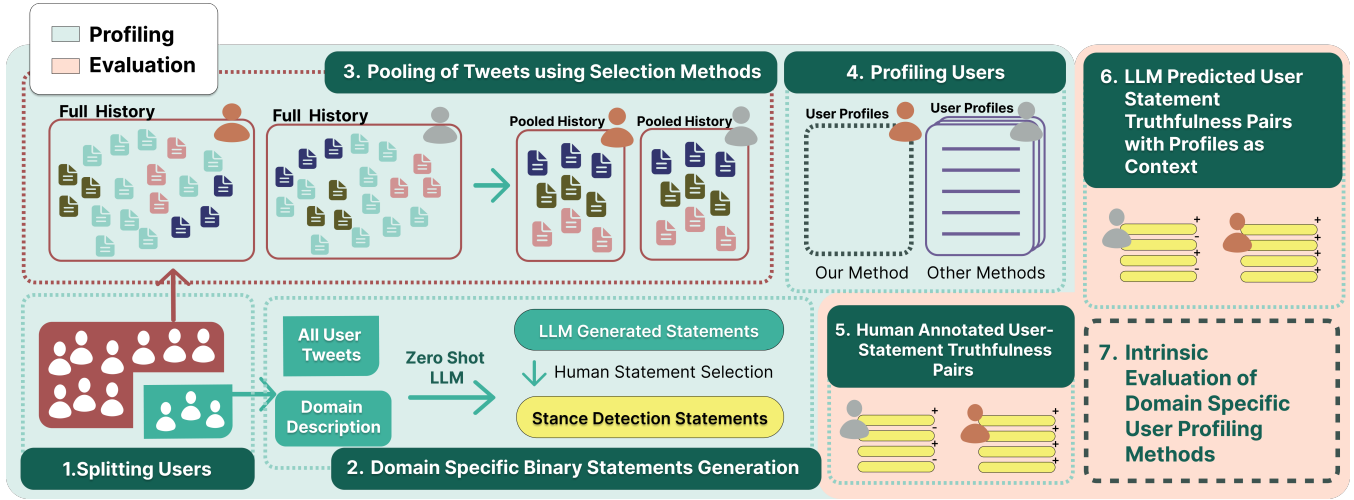 Profiling
Evaluation
3. Pooling of Tweets using Selection Methods
Full History
Full History
Pooled History
Pooled History
4. Profiling Users
User Profiles
User Profiles
Our Method
Other Methods
6. LLM Predicted User
Statement
Truthfulness Pairs
with Profiles as
Context
+
-
+
-
+
+
+
+
1.Splitting Users
All User
Tweets
Domain
Description
Zero Shot
LLM
LLM Generated Statements
Human Statement Selection
Stance Detection Statements
2. Domain Specific Binary Statements Generation
5. Human Annotated User-
Statement Truthfulness
Pairs
+
-
+
-
+
+
+
+
7. Intrinsic
Evaluation of
Domain Specific
User Profiling
Methods